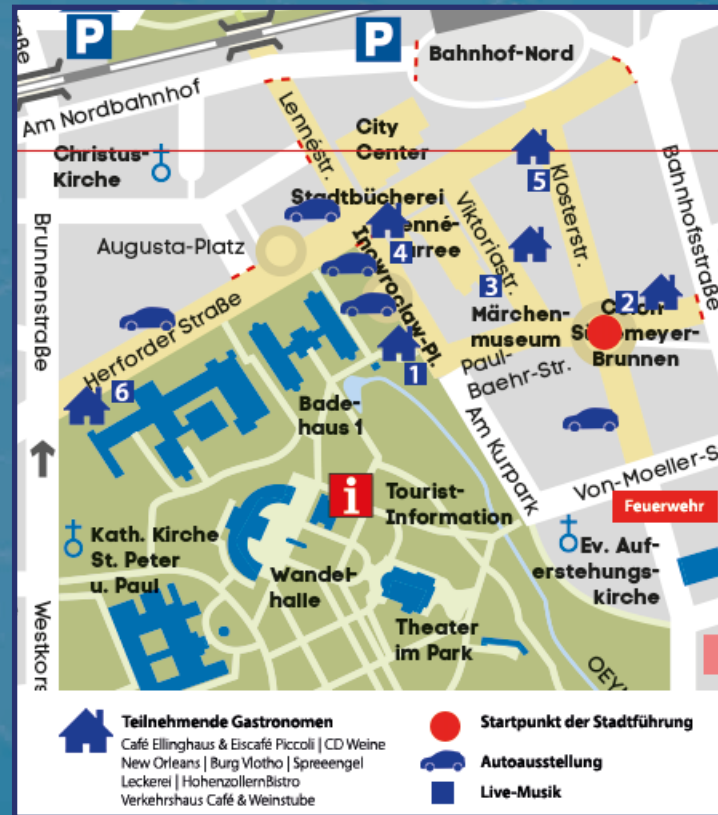 P
P
Bahnhof-Nord
Am Nordbahnhof
Lennéstr.
City
Center
Christus-
Kirche
Bahnhofsstraße
5
Klosterstr.
Stadtbücherei
Viktoriastr.
4
Augusta-Platz
Inowroclaw-Pl.
3
2
Brunnenstraße
Märchen-
museum
Brunnen
Herforder Straße
1
Paul-
Baehr-Str.
6
Bade-
haus 1
Am Kurpark
Von-Moeller-S
i
Tourist-
Information
Feuerwehr
Kath. Kirche
St. Peter
u. Paul
Ev. Auf-
erstehungs-
kirche
Wandel-
halle
Theater
im Park
Westkors
OEY
Teilnehmende Gastronomen
Café Ellinghaus & Eiscafé Piccoli | CD Weine
New Orleans | Burg Vlotho | Spreeengel
Leckerei | HohenzollernBistro
Verkehrshaus Café & Weinstube
Startpunkt der Stadtführung
Autoausstellung
Live-Musik